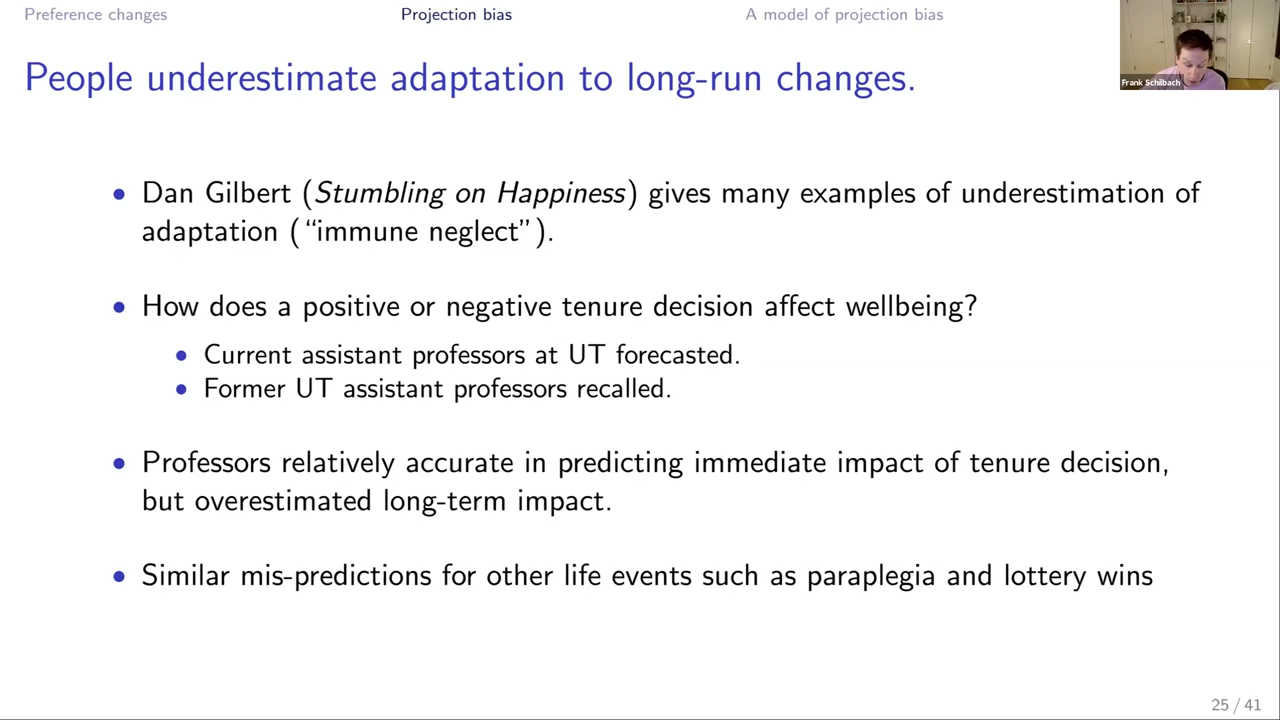 Preference changes
Projection bias
A model of projection bias
Frank Schilbach
People underestimate adaptation to long-run changes.
• Dan Gilbert (Stumbling on Happiness) gives many examples of underestimation of
adaptation (“immune neglect”).
• How does a positive or negative tenure decision affect wellbeing?
• Current assistant professors at UT forecasted.
• Former UT assistant professors recalled.
• Professors relatively accurate in predicting immediate impact of tenure decision,
but overestimated long-term impact.
• Similar mis-predictions for other life events such as paraplegia and lottery wins
25 / 41